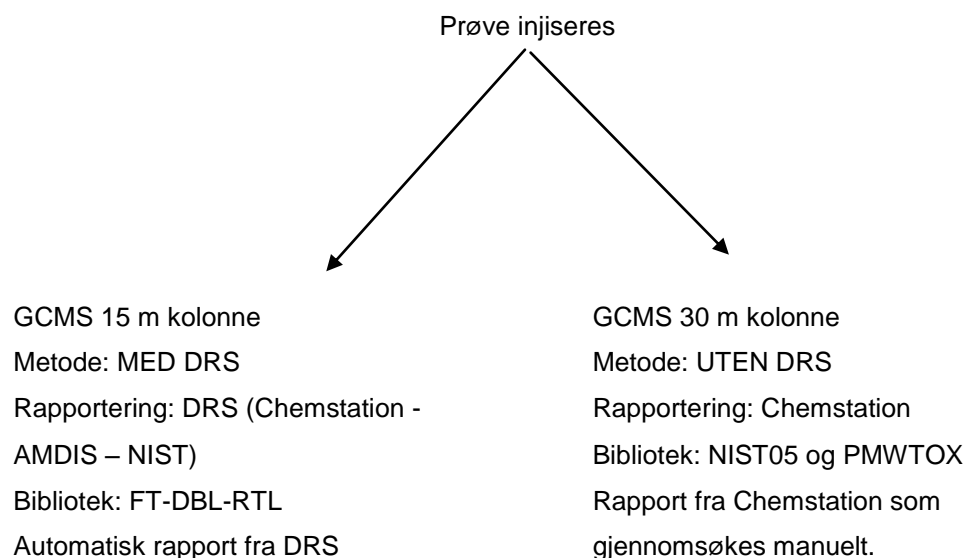 Prøve injiseres
GCMS 15 m kolonne
Metode: MED DRS
Rapportering: DRS (Chemstation -
AMDIS – NIST)
Bibliotek: FT-DBL-RTL
Automatisk rapport fra DRS
GCMS 30 m kolonne
Metode: UTEN DRS
Rapportering: Chemstation
Bibliotek: NIST05 og PMWTOX
Rapport fra Chemstation som
gjennomsøkes manuelt.